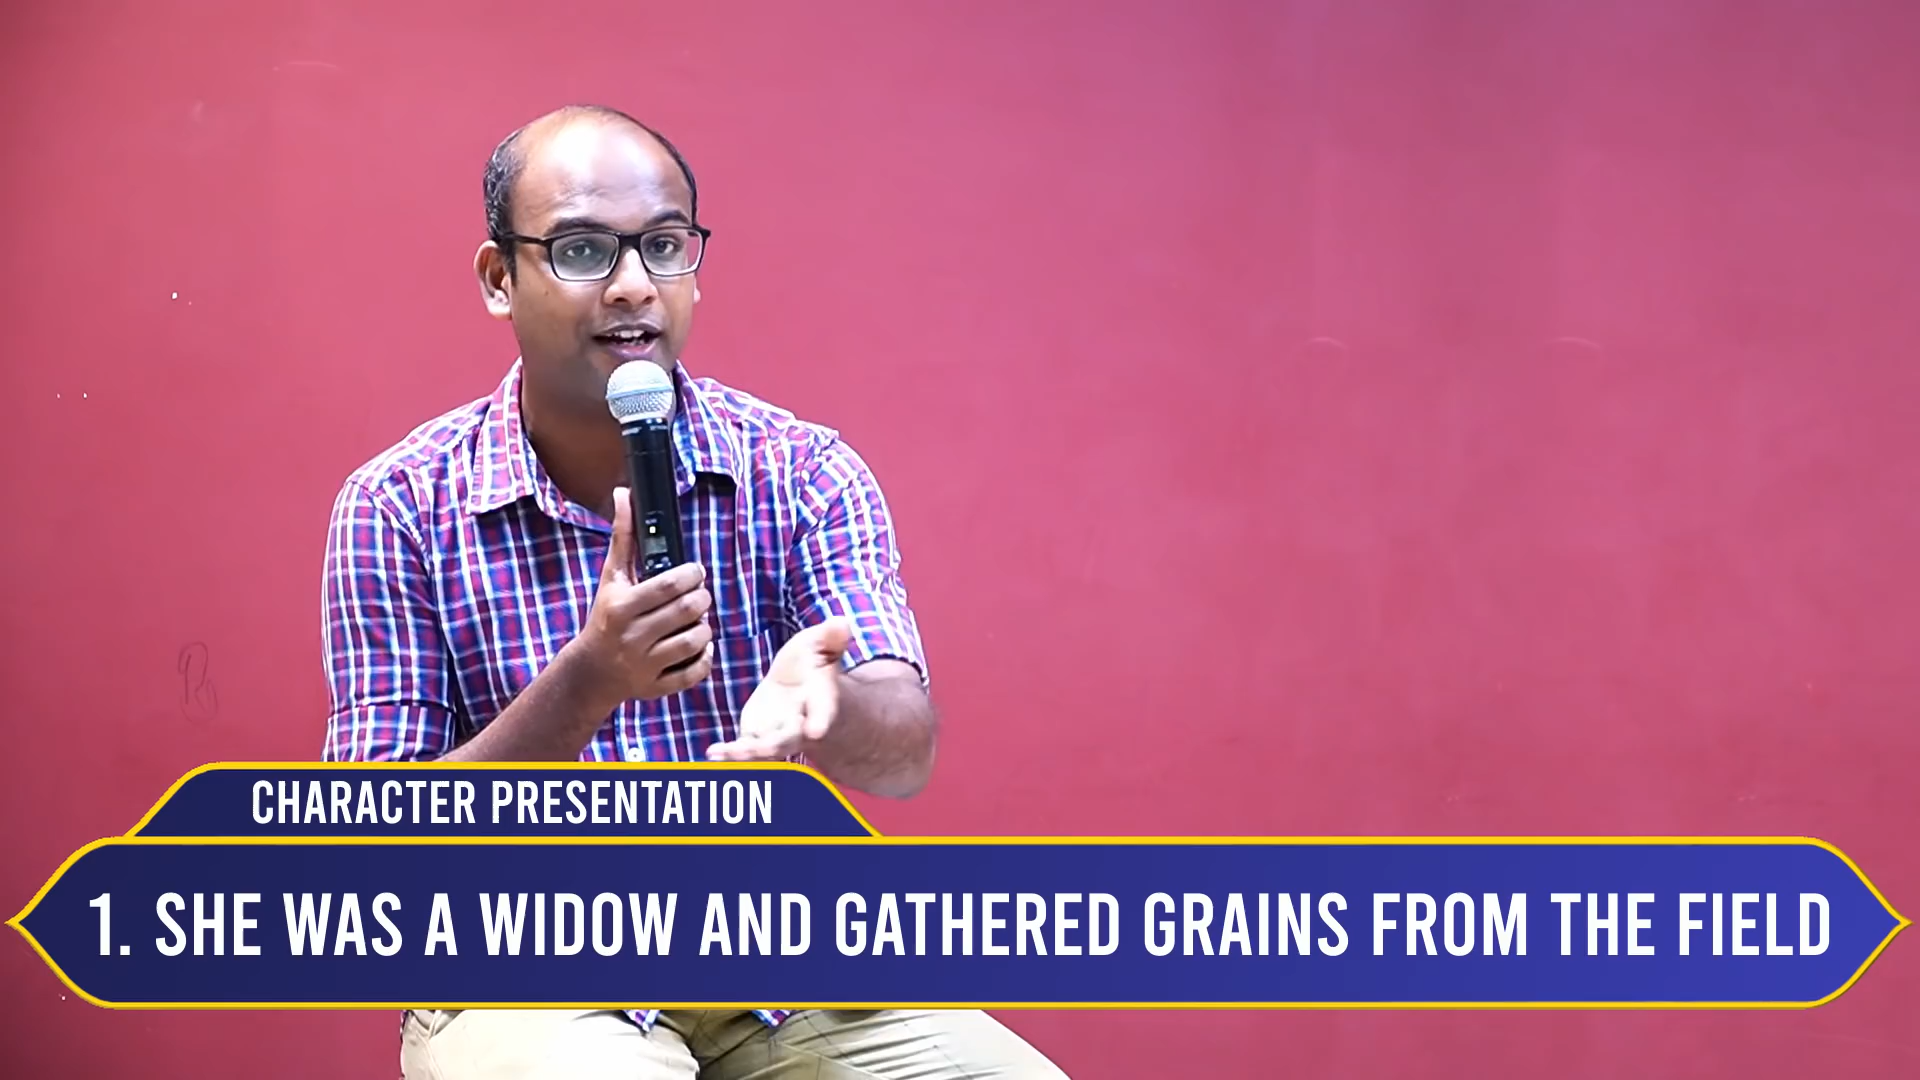 CHARACTER PRESENTATION
1. SHE WAS A WIDOW AND GATHERED GRAINS FROM THE FIELD